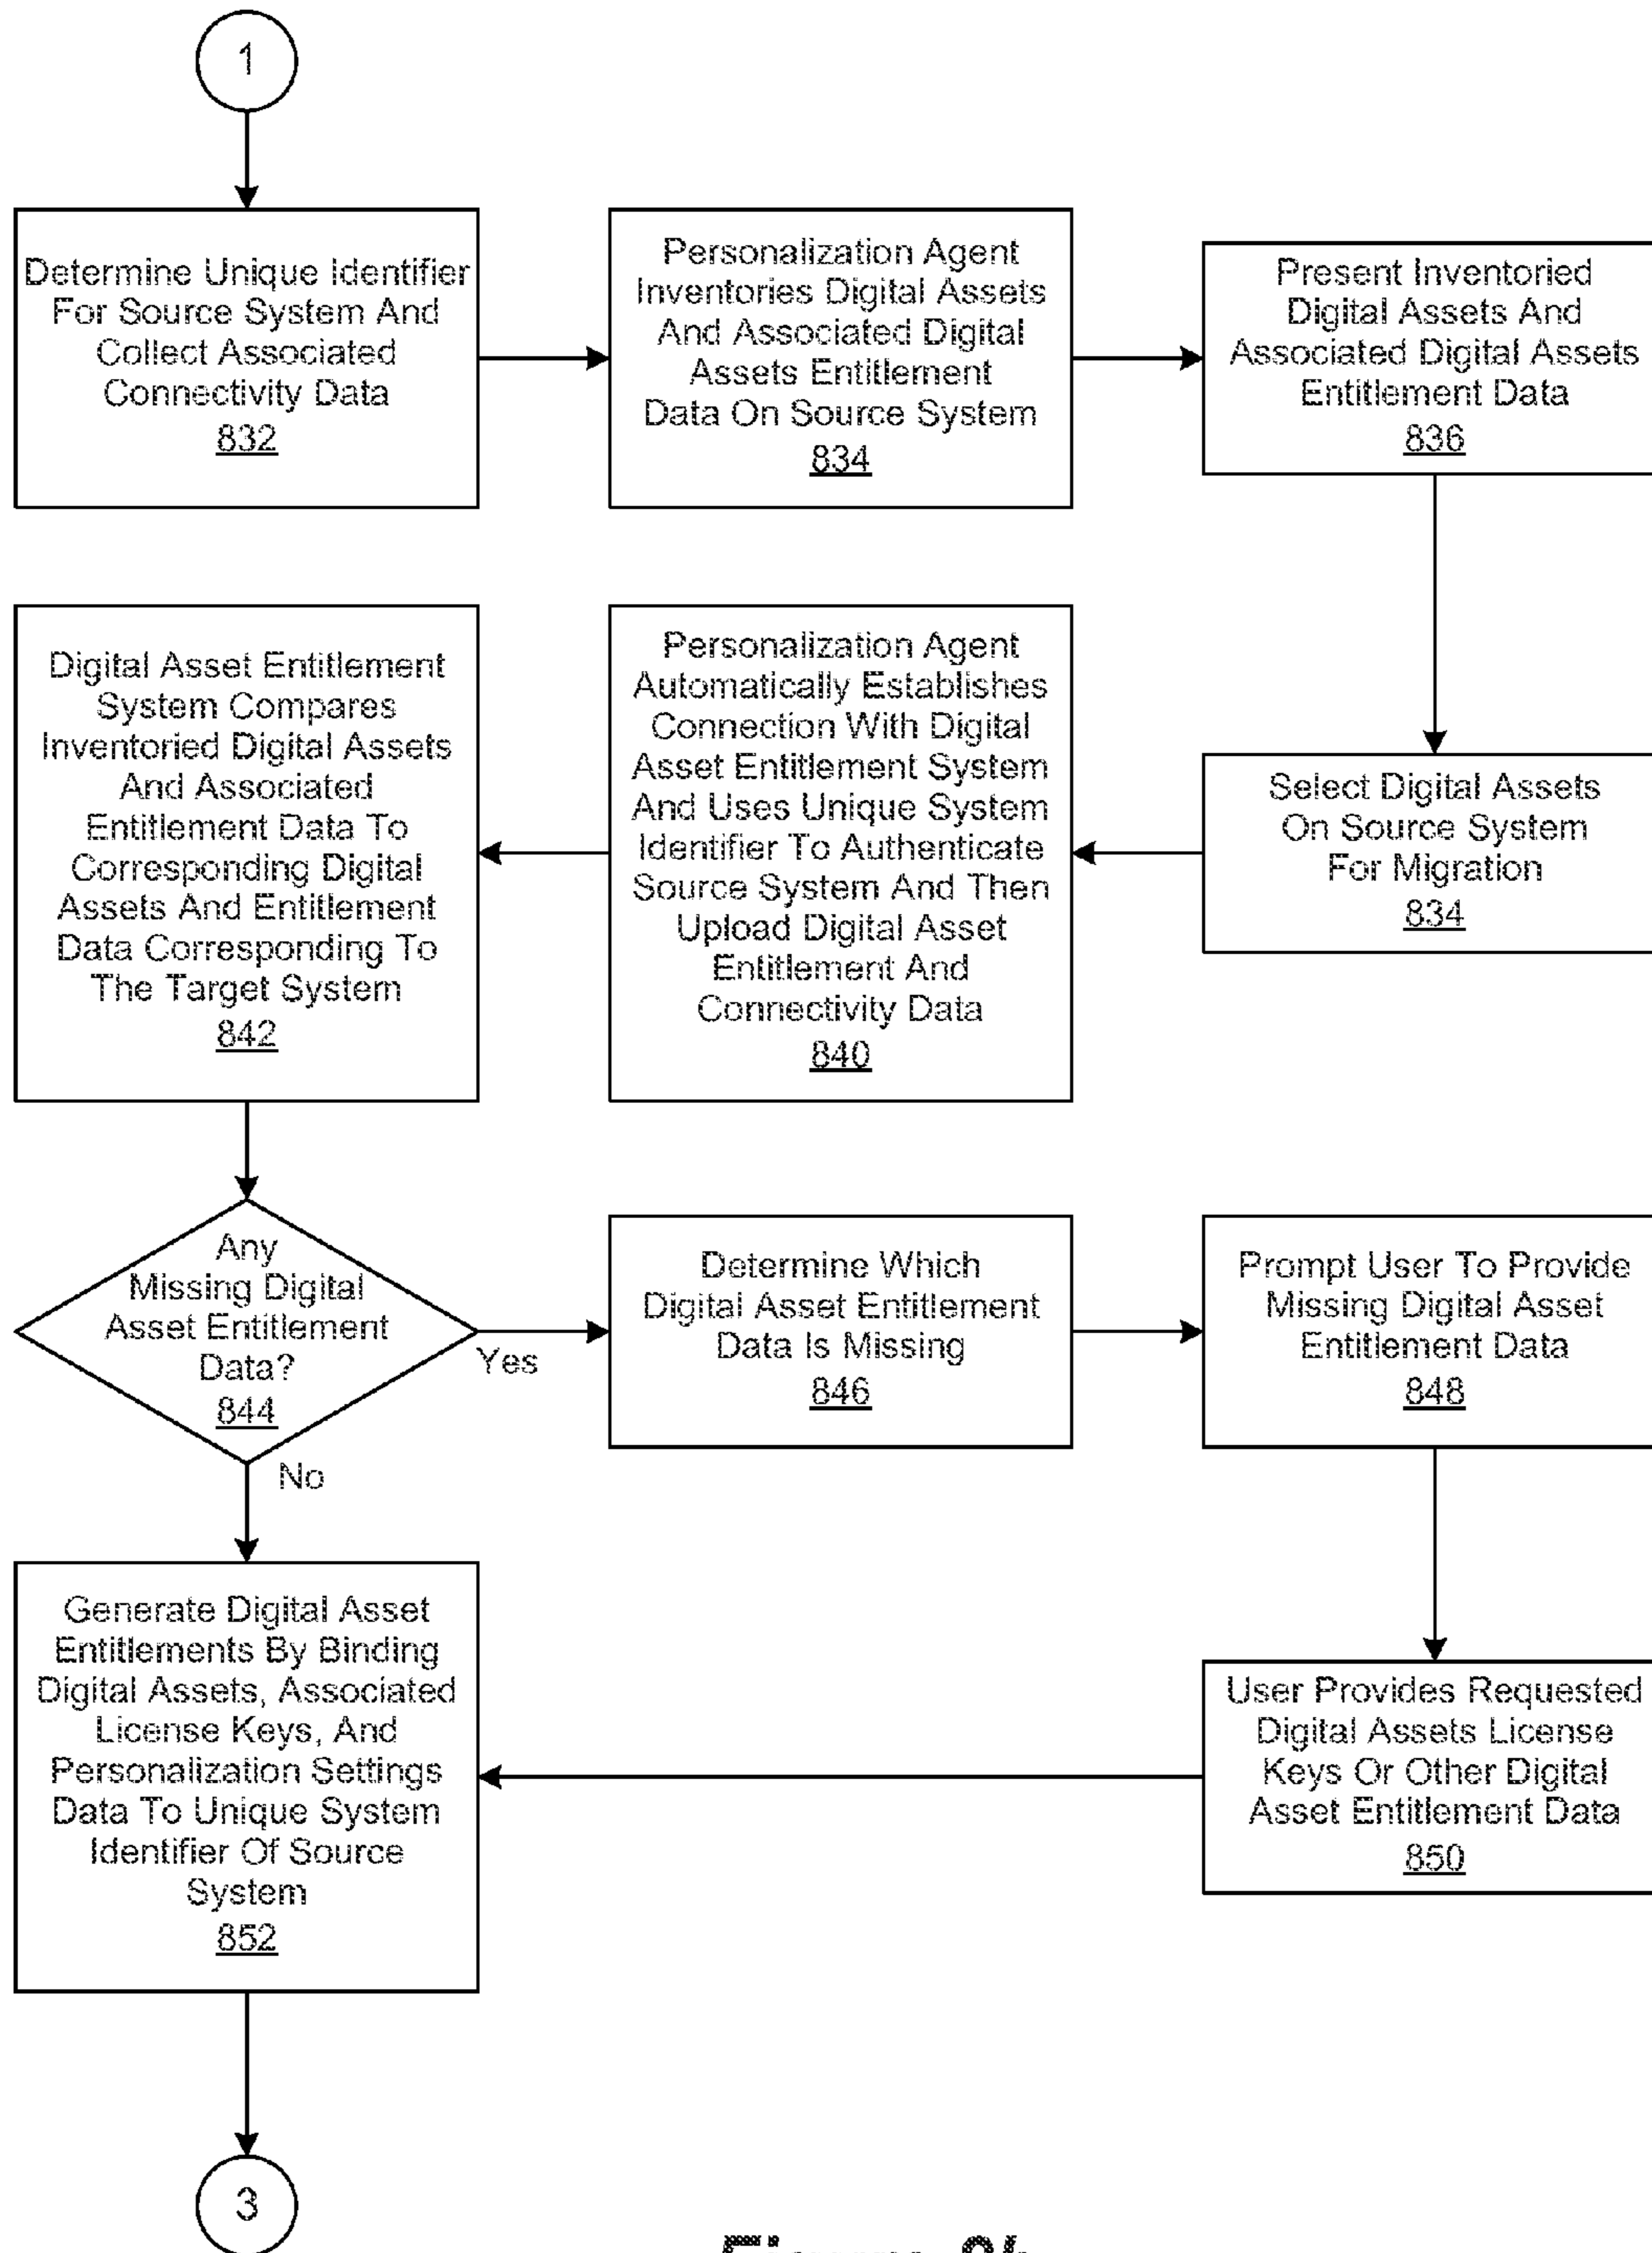 1
Determine Unique Identifier
For Source System And
Collect Associated
Connectivity Data
832
Personalization Agent
Inventories Digital Assets
And Associated Digital
Assets Entitlement
Data On Source System
834
Present Inventoried
Digital Assets And
Associated Digital Assets
Entitlement Data
836
Select Digital Assets
On Source System
For Migration
834
Personalization Agent
Automatically Establishes
Connection With Digital
Asset Entitlement System
And Uses Unique System
Identifier To Authenticate
Source System And Then
Upload Digital Asset
Entitlement And
Connectivity Data
840
Digital Asset Entitlement
System Compares
Inventoried Digital Assets
And Associated
Entitlement Data To
Corresponding Digital
Assets And Entitlement
Data Corresponding To
The Target System
842
Any
Missing Digital
Asset Entitlement
Data?
844
Yes
No
Determine Which
Digital Asset Entitlement
Data Is Missing
846
Prompt User To Provide
Missing Digital Asset
Entitlement Data
848
User Provides Requested
Digital Assets License
Keys Or Other Digital
Asset Entitlement Data
850
Generate Digital Asset
Entitlements By Binding
Digital Assets, Associated
License Keys, And
Personalization Settings
Data To Unique System
Identifier Of Source
System
852
3